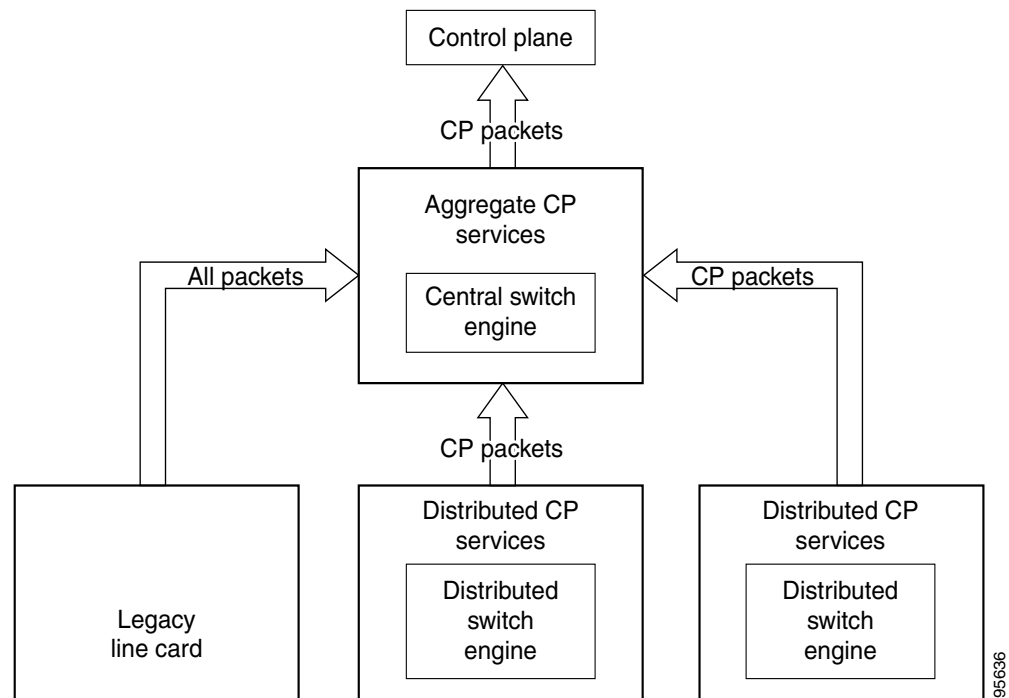 Control plane
CP packets
Aggregate CP
services
All packets
CP packets
Central switch
engine
CP packets
Distributed CP
services
Distributed CP
services
Legacy
line card
Distributed
switch
engine
Distributed
switch
engine
95636